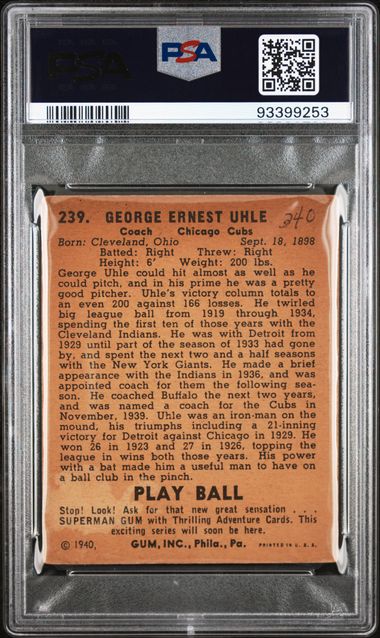 PSA
PSA
93399253
239. GEORGE ERNEST UHLE 240
Coach Chicago Cubs
Born: Cleveland, Ohio Sept. 18, 1898
Batted: Right Threw: Right
Height: 6' Weight: 200 lbs.
George Uhle could hit almost as well as he
could pitch, and in his prime he was a pretty
good pitcher. Uhle's victory column totals to
an even 200 against 166 losses. He twirled
big league ball from 1919 through 1934,
spending the first ten of those years with the
Cleveland Indians. He was with Detroit from
1929 until part of the season of 1933 had gone
by, and spent the next two and a half seasons
with the New York Giants. He made a brief
appearance with the Indians in 1936, and was
appointed coach for them the following sea-
son. He coached Buffalo the next two years,
and was named a coach for the Cubs in
November, 1939. Uhle was an iron-man on the
mound, his triumphs including a 21-inning
victory for Detroit against Chicago in 1929. He
won 26 in 1923 and 27 in 1926, topping the
league in wins both those years. His power
with a bat made him a useful man to have on
a ball club in the pinch.
PLAY BALL
Stop! Look! Ask for that new great sensation . . .
SUPERMAN GUM with Thrilling Adventure Cards. This
exciting series will soon be here.
© 1940, GUM, INC., Phila., Pa. PRINTED IN U. S. A.